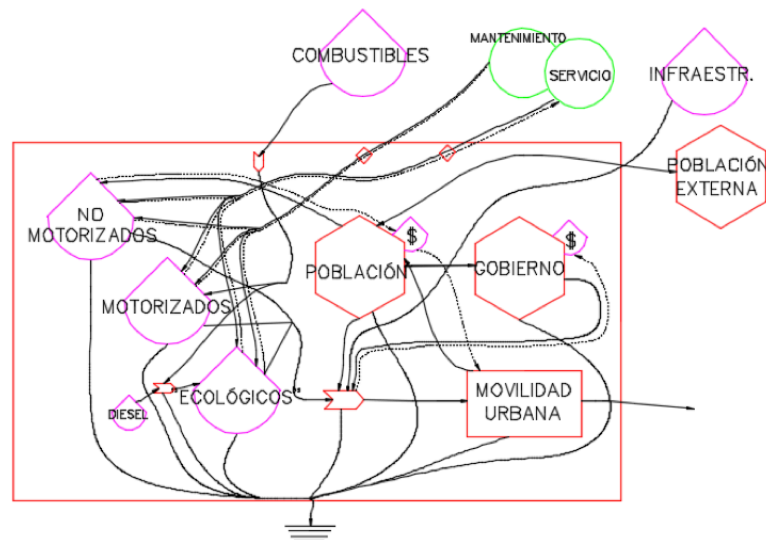 COMBUSTIBLES
MANTENIMIENTO
SERVICIO
INFRAESTR.
POBLACIÓN
EXTERNA
NO
MOTORIZADOS
$
$
POBLACIÓN
GOBIERNO
MOTORIZADOS
DIESEL
ECOLÓGICOS
MOVILIDAD
URBANA